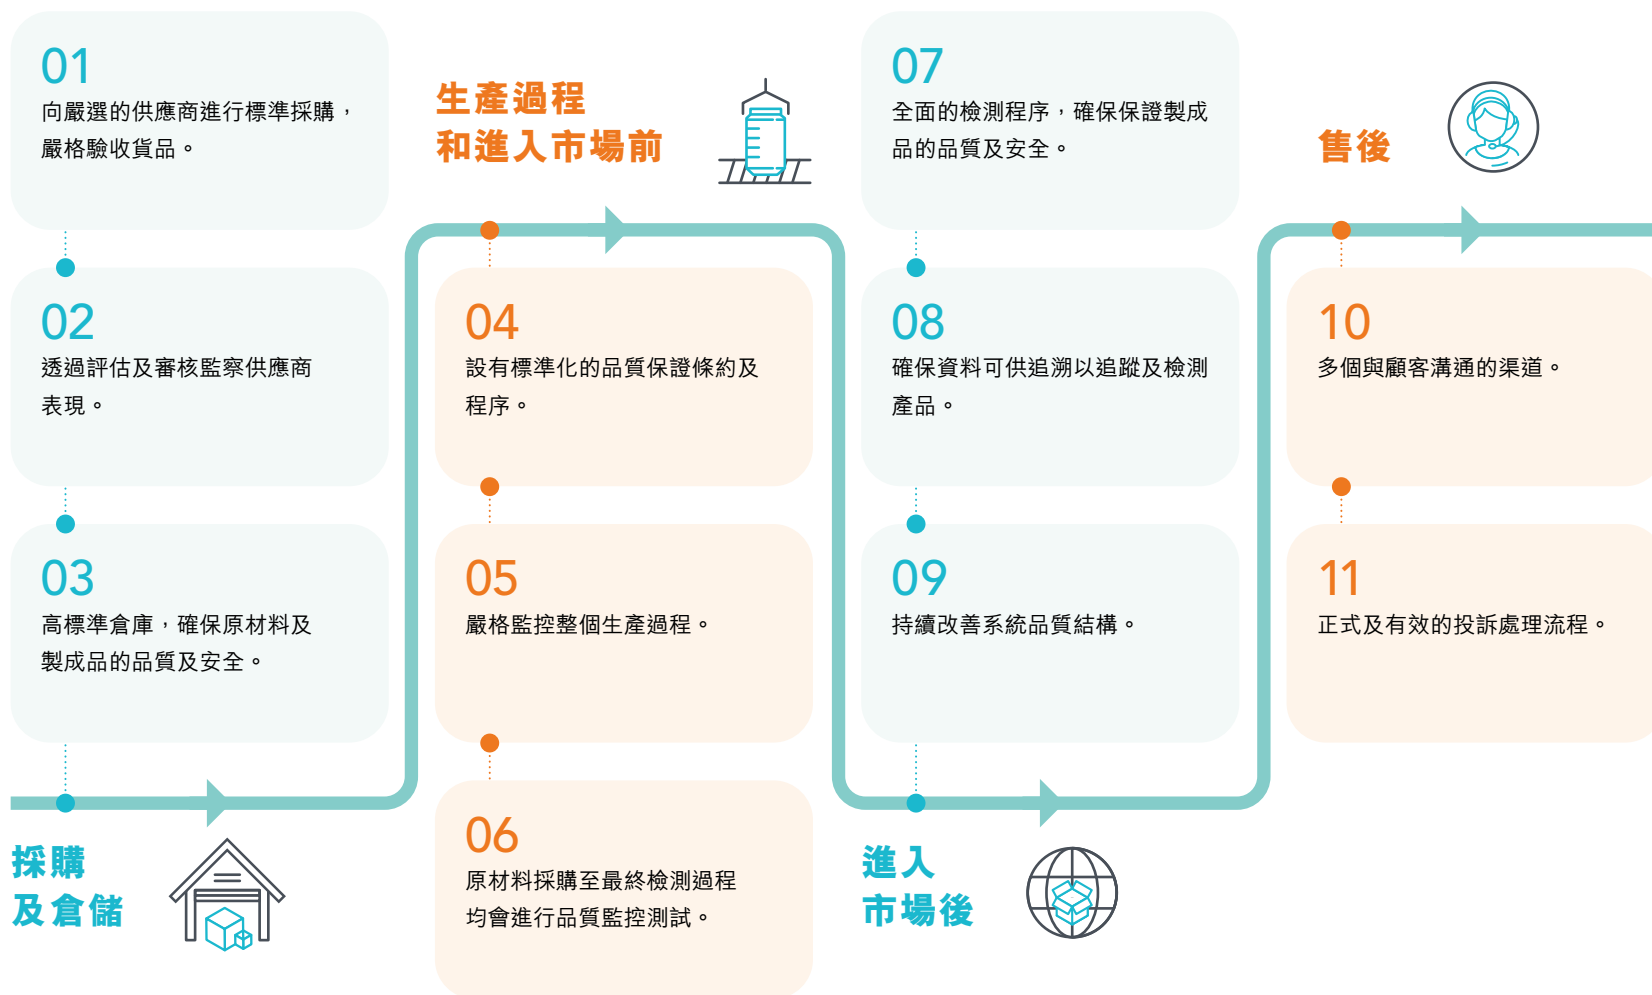 01
向嚴選的供應商進行標準採購，
嚴格驗收貨品。
02
透過評估及審核監察供應商
表現。
03
高標準倉庫，確保原材料及
製成品的品質及安全。
採購
及倉儲
生產過程
和進入市場前
04
設有標準化的品質保證條約及
程序。
05
嚴格監控整個生產過程。
06
原材料採購至最終檢測過程
均會進行品質監控測試。
07
全面的檢測程序，確保保證製成
品的品質及安全。
08
確保資料可供追溯以追蹤及檢測
產品。
09
持續改善系統品質結構。
進入
市場後
售後
10
多個與顧客溝通的渠道。
11
正式及有效的投訴處理流程。